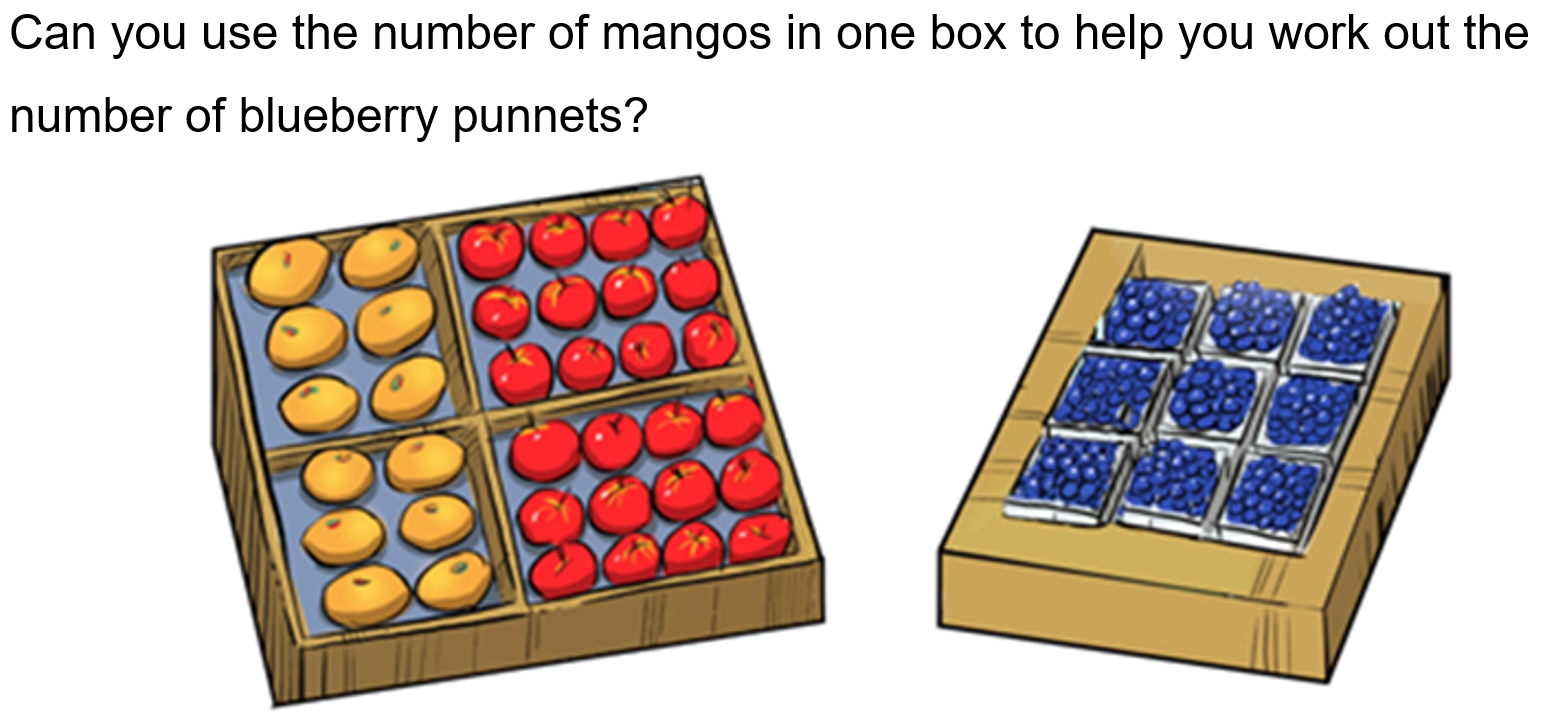 Can you use the number of mangos in one box to help you work out the
number of blueberry punnets?